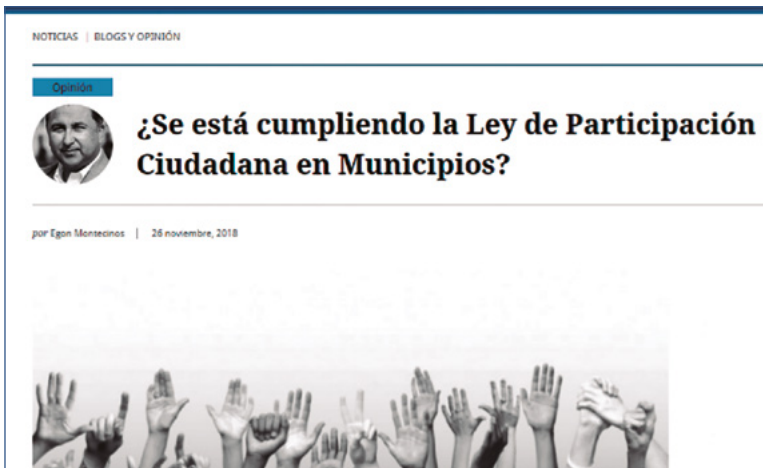 NOTICIAS | BLOGS Y OPINIÓN
Opinión
¿Se está cumpliendo la Ley de Participación
Ciudadana en Municipios?
por Egon Montecinos | 26 noviembre, 2018